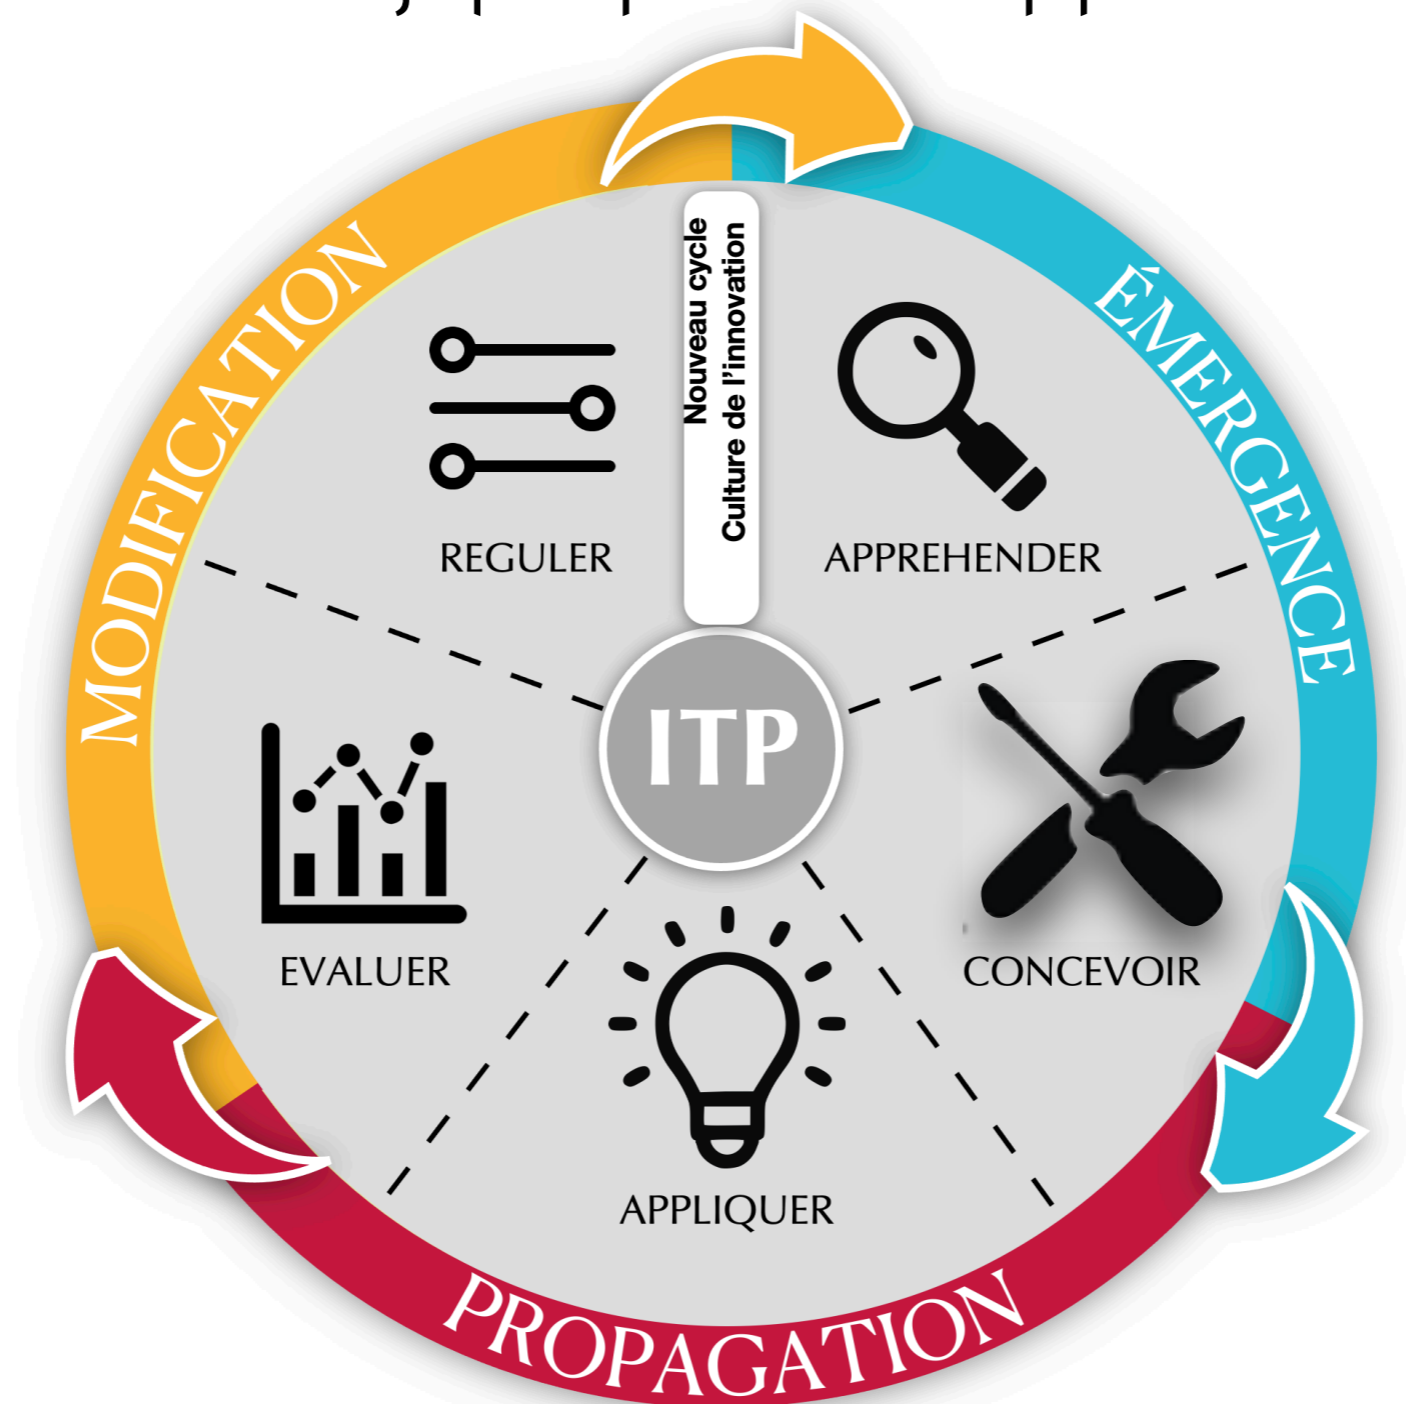 Nouveau cycle
Culture de l'innovation
MODIFICATION
ÉMERGENCE
REGULER
APPREHENDER
ITP
EVALUER
CONCEVOIR
APPLIQUER
PROPAGATION